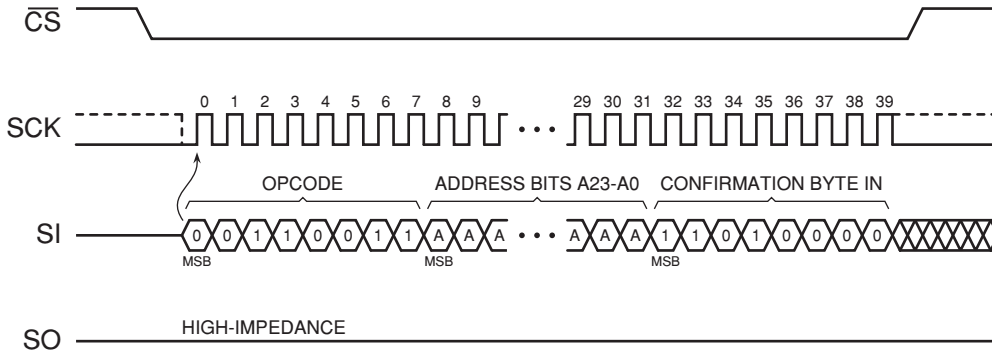 CS
0 1 2 3 4 5 6 7 8 9 29 30 31 32 33 34 35 36 37 38 39
SCK
OPCODE ADDRESS BITS A23-A0 CONFIRMATION BYTE IN
SI 0 0 1 1 0 0 1 1 A A A A A A 1 1 0 1 0 0 0 0
MSB MSB MSB
HIGH-IMPEDANCE
SO